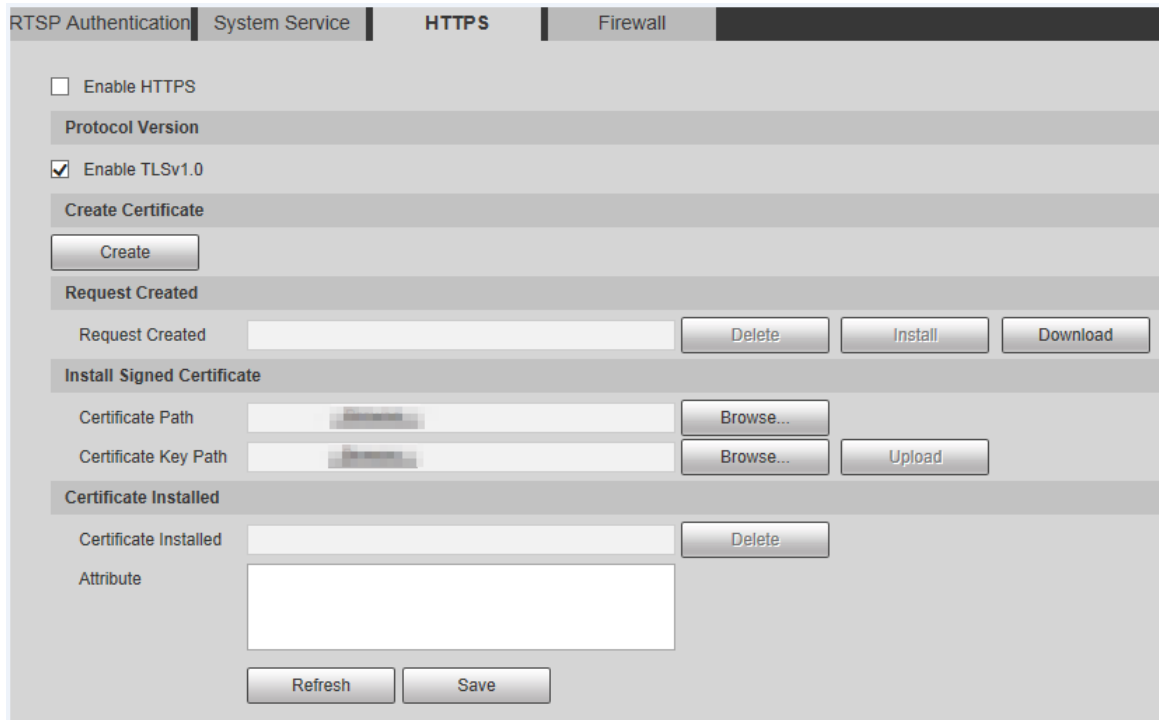 RTSP Authentication System Service HTTPS Firewall
Enable HTTPS
Protocol Version
Enable TLSv1.0
Create Certificate
Create
Request Created
Request Created Delete Install Download
Install Signed Certificate
Certificate Path Browse...
Certificate Key Path Browse... Upload
Certificate Installed
Certificate Installed Delete
Attribute
Refresh Save